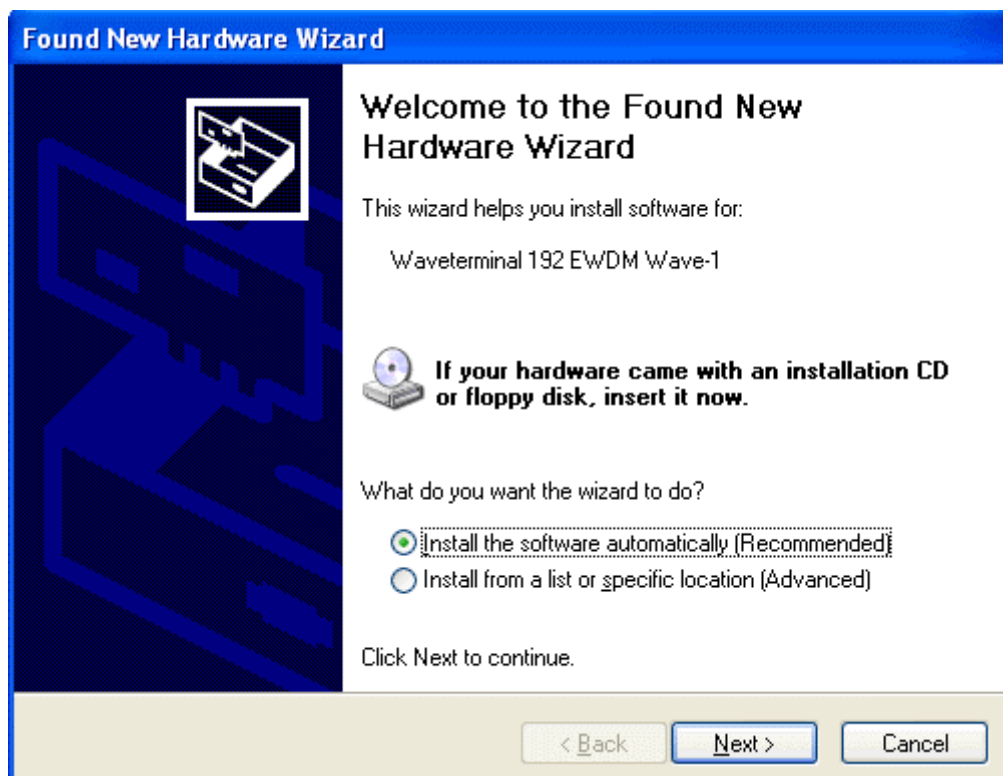 Found New Hardware Wizard
Welcome to the Found New
Hardware Wizard
This wizard helps you install software for:
Waveterminal 192 EWDM Wave-1
If your hardware came with an installation CD
or floppy disk, insert it now.
What do you want the wizard to do?
Install the software automatically (Recommended)
Install from a list or specific location (Advanced)
Click Next to continue.
< Back Next > Cancel